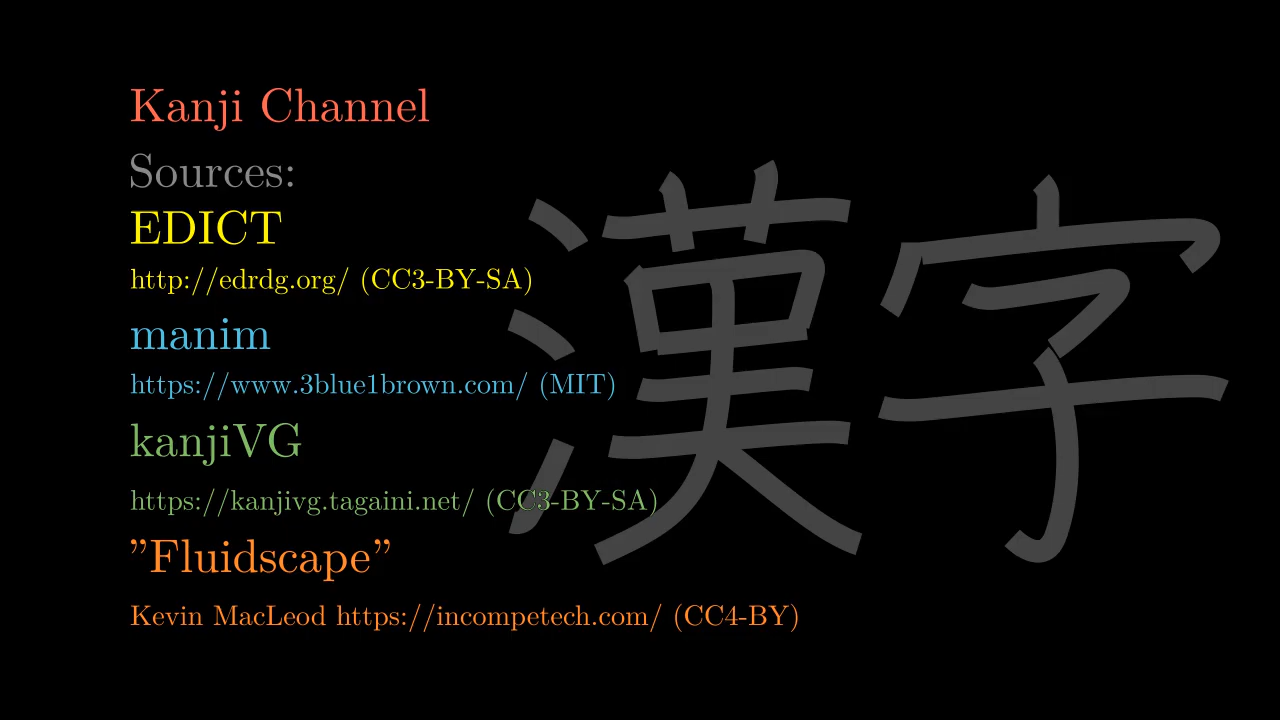 Kanji Channel
Sources:
EDICT
http://edrdg.org/ (CC3-BY-SA)
manim
https://www.3blue1brown.com/ (MIT)
kanjiVG
https://kanjivg.tagaini.net/ (CC3-BY-SA)
”Fluidscape”
Kevin MacLeod https://incompetech.com/ (CC4-BY)
漢字